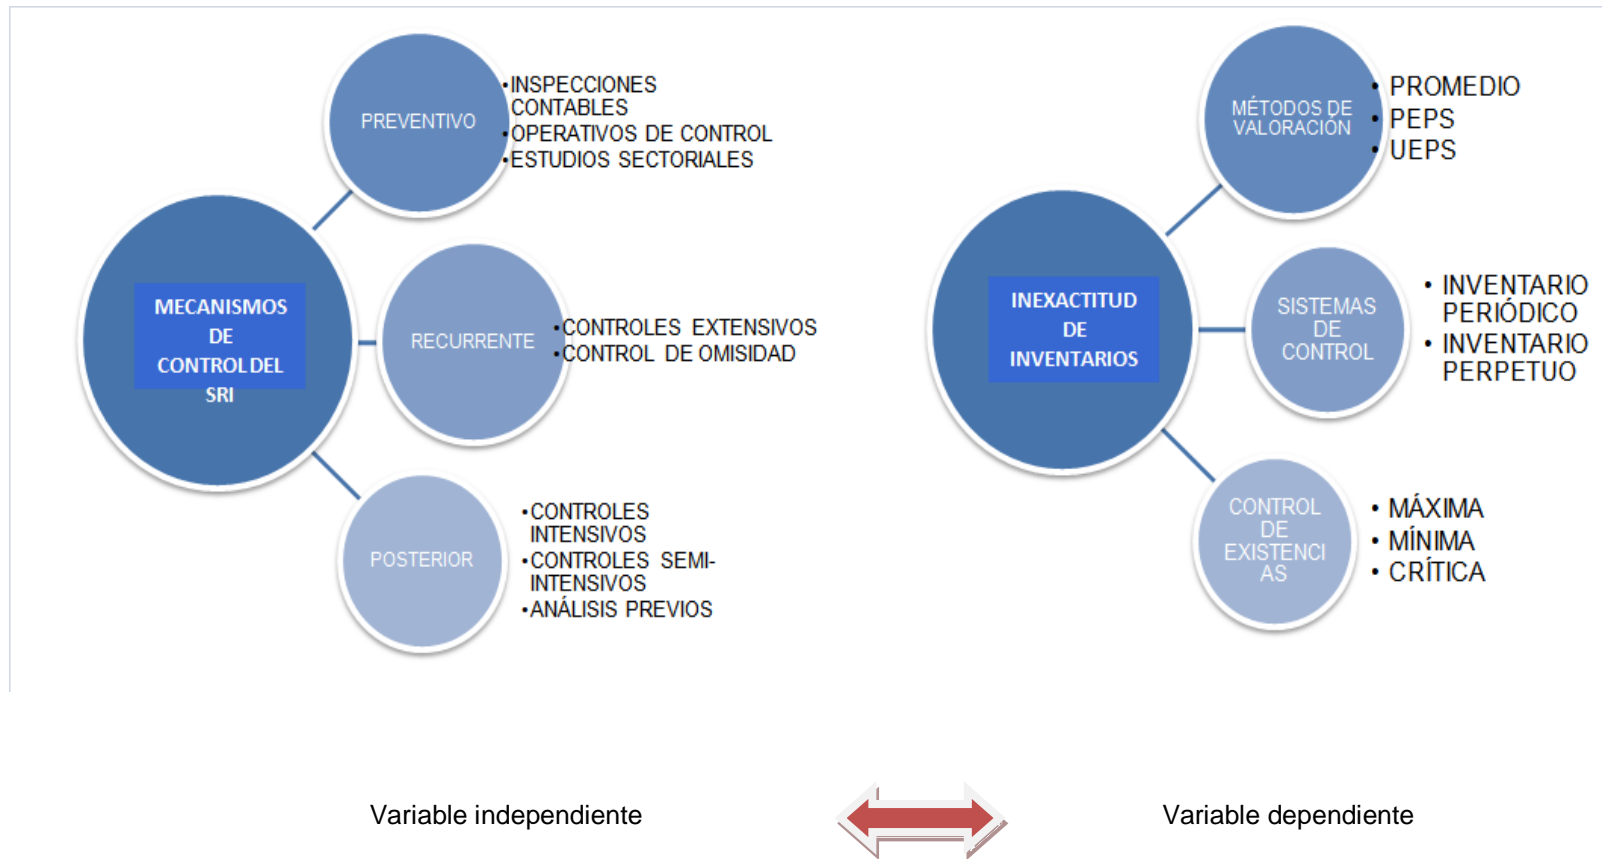 PREVENTIVO
•INSPECCIONES
CONTABLES
•OPERATIVOS DE CONTROL
•ESTUDIOS SECTORIALES
MECANISMOS
DE
CONTROL DEL
SRI
RECURRENTE
•CONTROLES EXTENSIVOS
•CONTROL DE OMISIDAD
POSTERIOR
•CONTROLES
INTENSIVOS
•CONTROLES SEMI-
INTENSIVOS
•ANÁLISIS PREVIOS
MÉTODOS DE
VALORACIÓN
• PROMEDIO
• PEPS
• UEPS
INEXACTITUD
DE
INVENTARIOS
SISTEMAS
DE
CONTROL
• INVENTARIO
PERIÓDICO
• INVENTARIO
PERPETUO
CONTROL
DE
EXISTENCI
AS
• MÁXIMA
• MÍNIMA
• CRÍTICA
Variable independiente
Variable dependiente